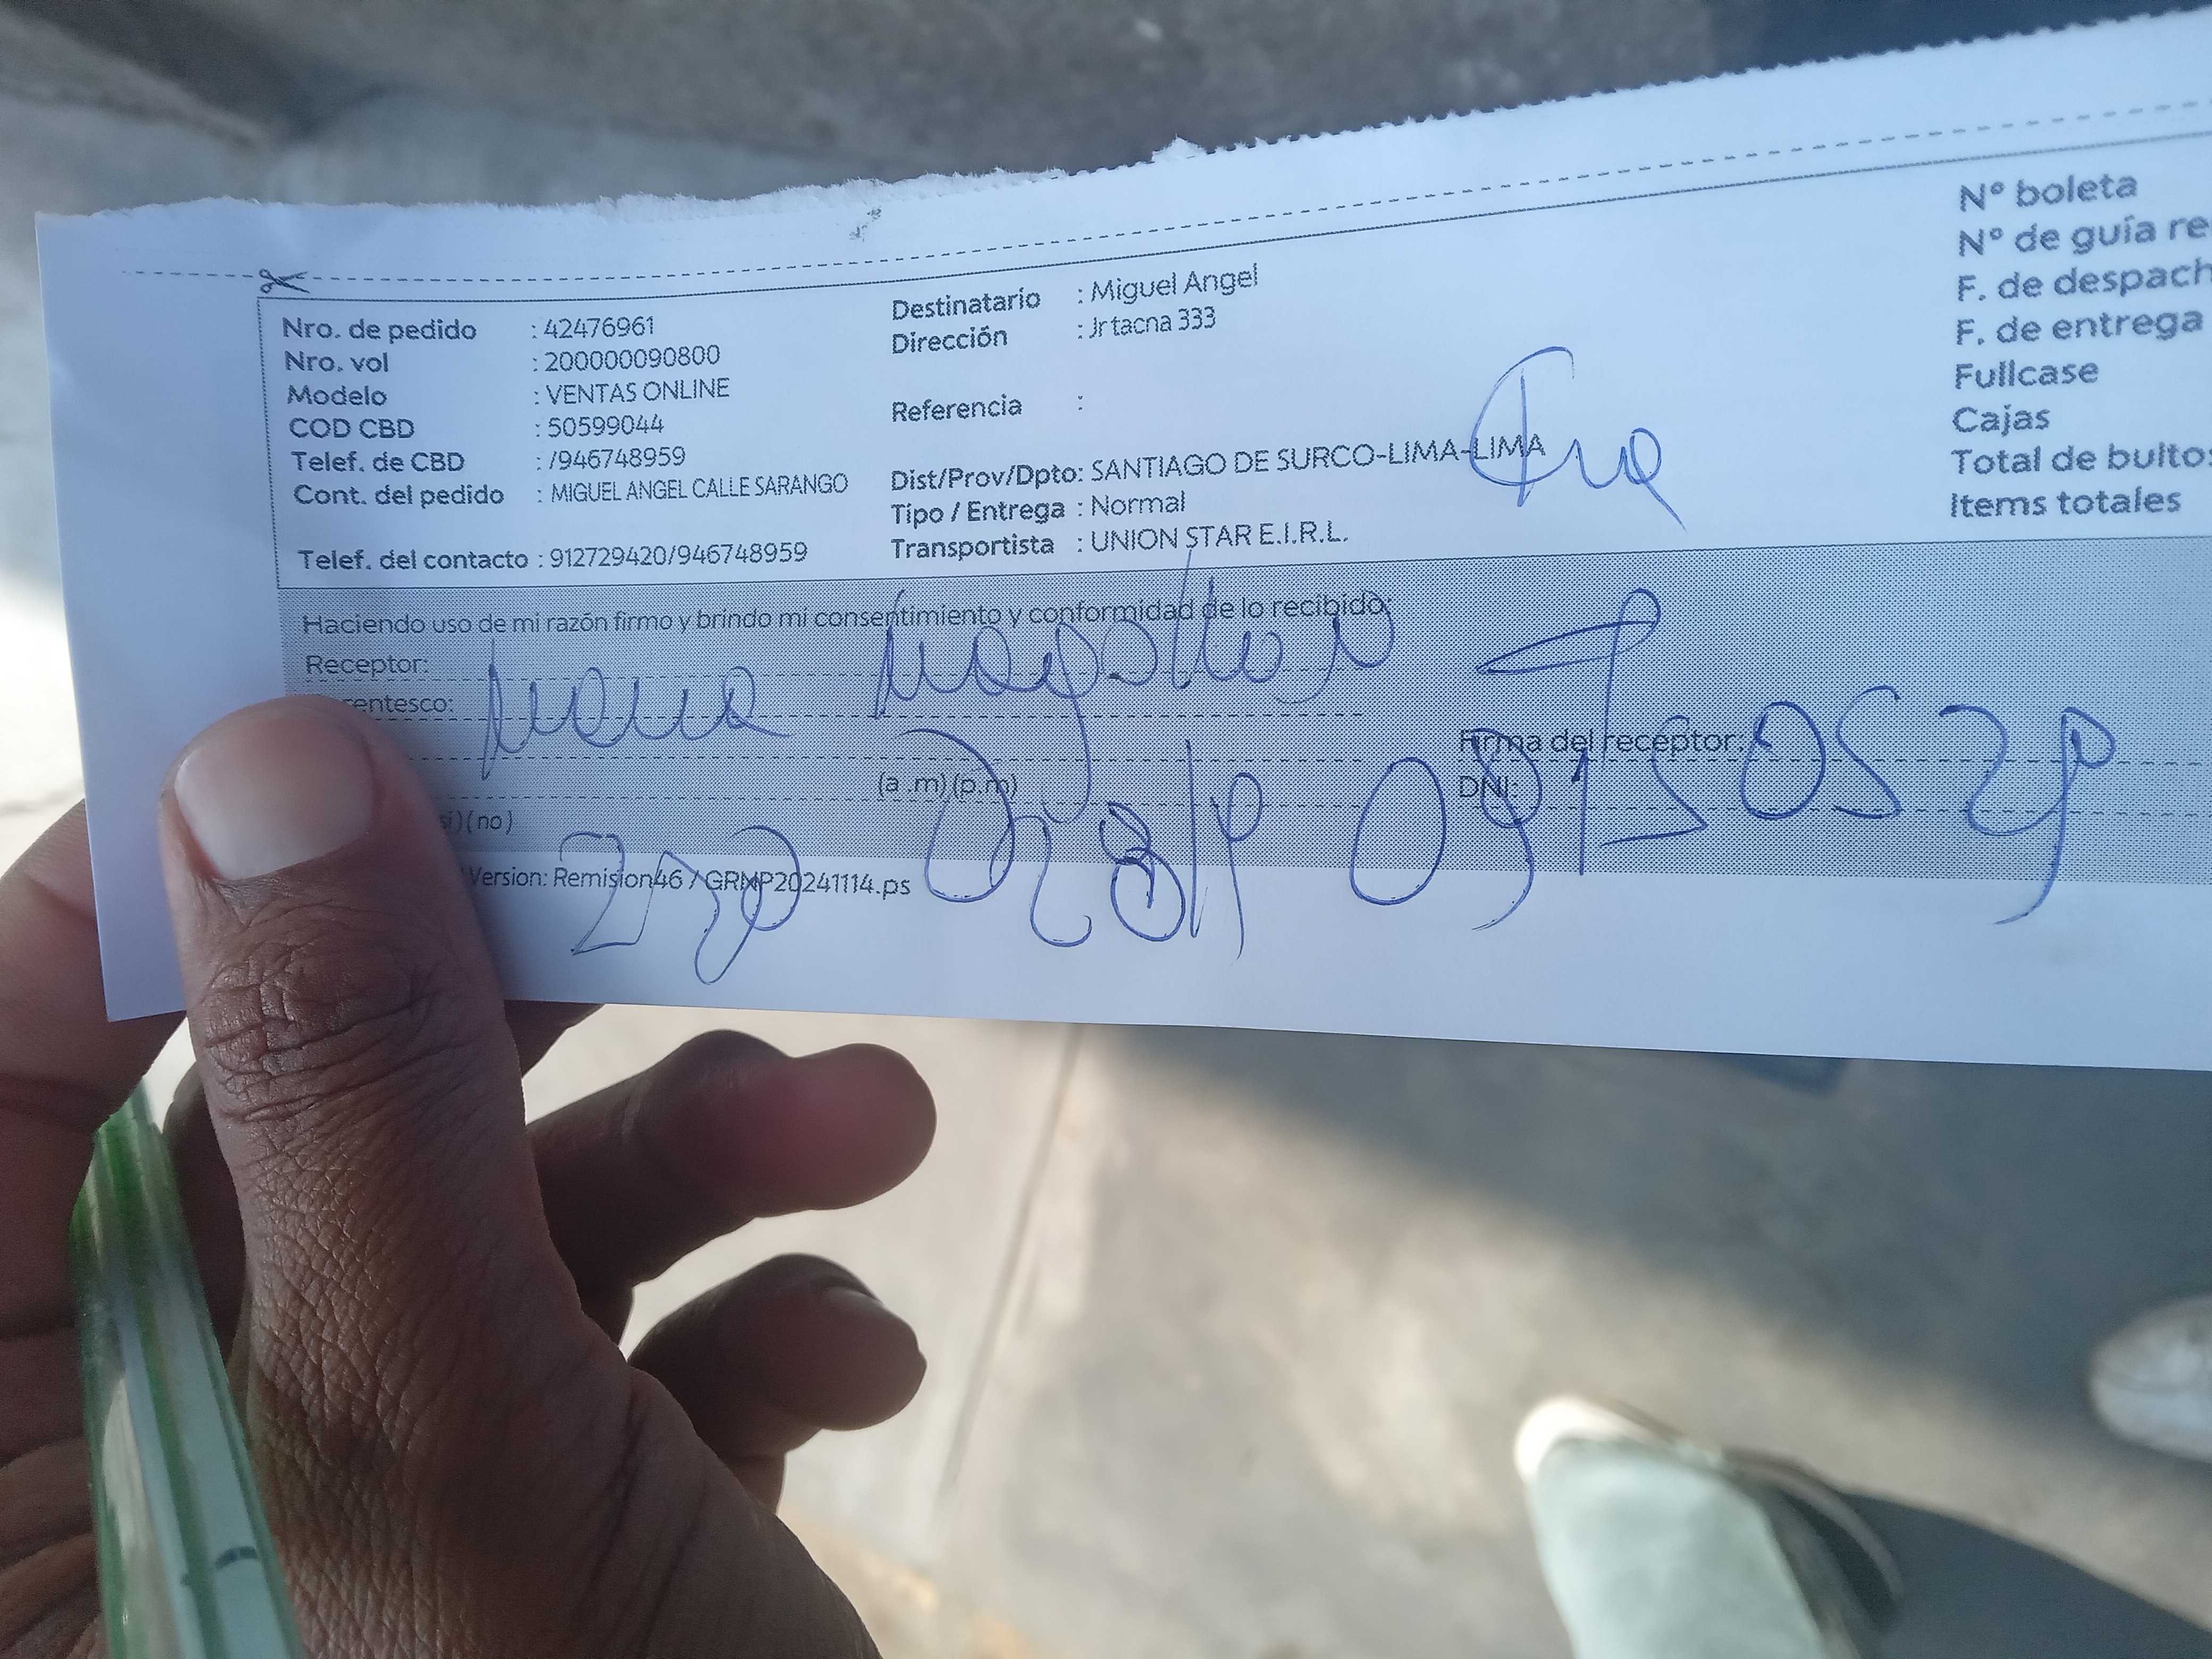 Nro. de pedido : 42476961
Nro. vol : 200000090800
Modelo : VENTAS ONLINE
COD CBD : 50599044
Telef. de CBD : /946748959
Cont. del pedido : MIGUEL ANGEL CALLE SARANGO
Telef. del contacto : 912729420/946748959
Destinatario : Miguel Angel
Dirección : Jr tacna 333
Referencia :
Dist/Prov/Dpto: SANTIAGO DE SURCO-LIMA-LIMA
Tipo / Entrega : Normal
Transportista : UNION STAR E.I.R.L.
N° boleta
N° de guía re
F. de despach
F. de entrega
Fullcase
Cajas
Total de bultos
Items totales
Haciendo uso de mi razón firmo y brindo mi consentimiento y conformidad de lo recibido:
Receptor:
rentesco:
Firma del receptor:
(a .m) (p.m)
DNI:
si ) ( no )
Version: Remision46 / GRMP20241114.ps